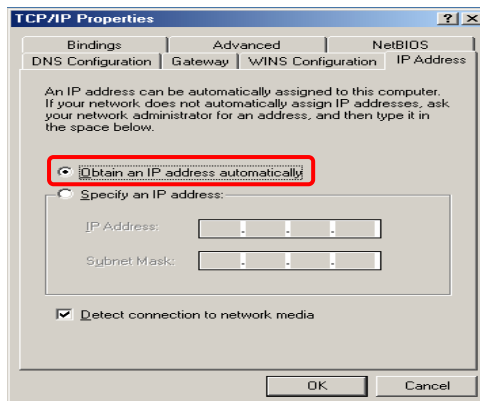 TCP/IP Properties
Bindings Advanced NetBIOS
DNS Configuration Gateway WINS Configuration IP Address
An IP address can be automatically assigned to this computer.
If your network does not automatically assign IP addresses, ask
your network administrator for an address, and then type it in
the space below.
Obtain an IP address automatically
Specify an IP address:
IP Address:
Subnet Mask:
Detect connection to network media
OK Cancel